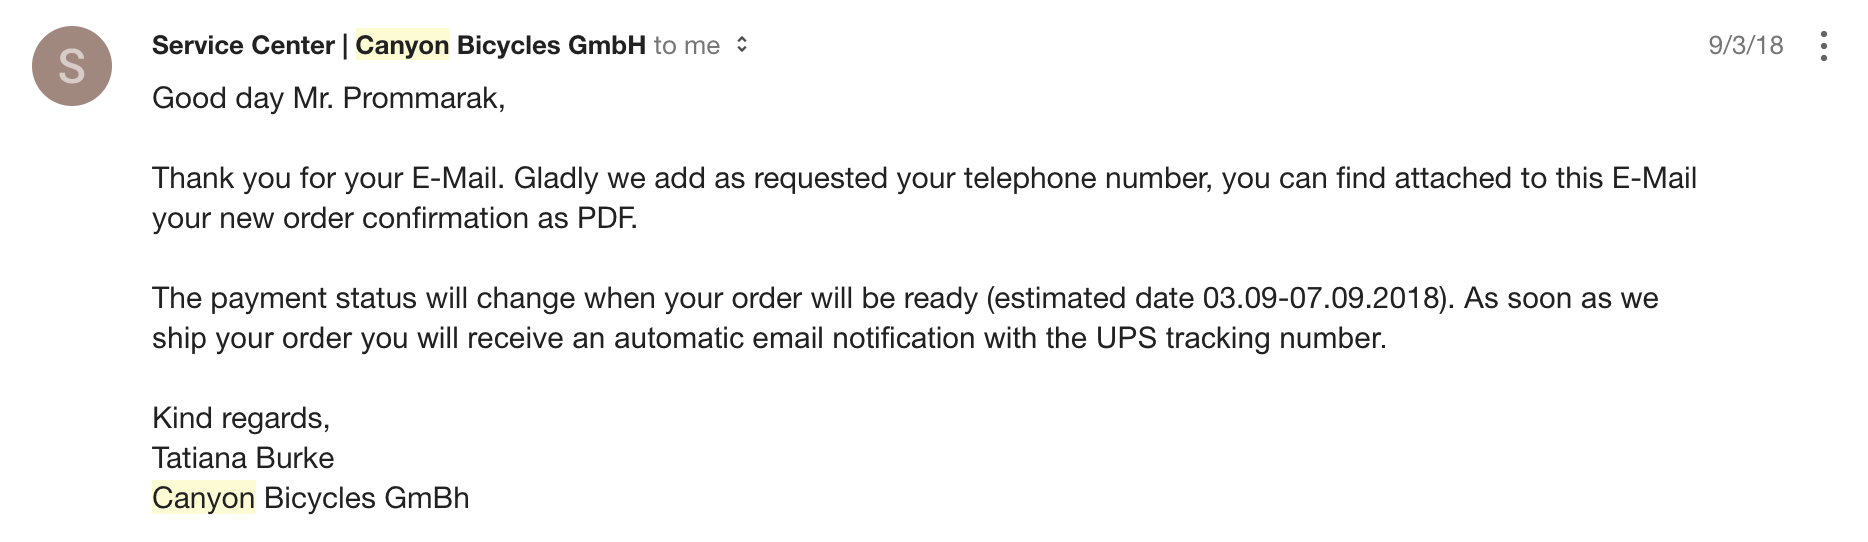 S
Service Center | Canyon Bicycles GmbH to me 9/3/18
Good day Mr. Prommarak,
Thank you for your E-Mail. Gladly we add as requested your telephone number, you can find attached to this E-Mail
your new order confirmation as PDF.
The payment status will change when your order will be ready (estimated date 03.09-07.09.2018). As soon as we
ship your order you will receive an automatic email notification with the UPS tracking number.
Kind regards,
Tatiana Burke
Canyon Bicycles GmBh